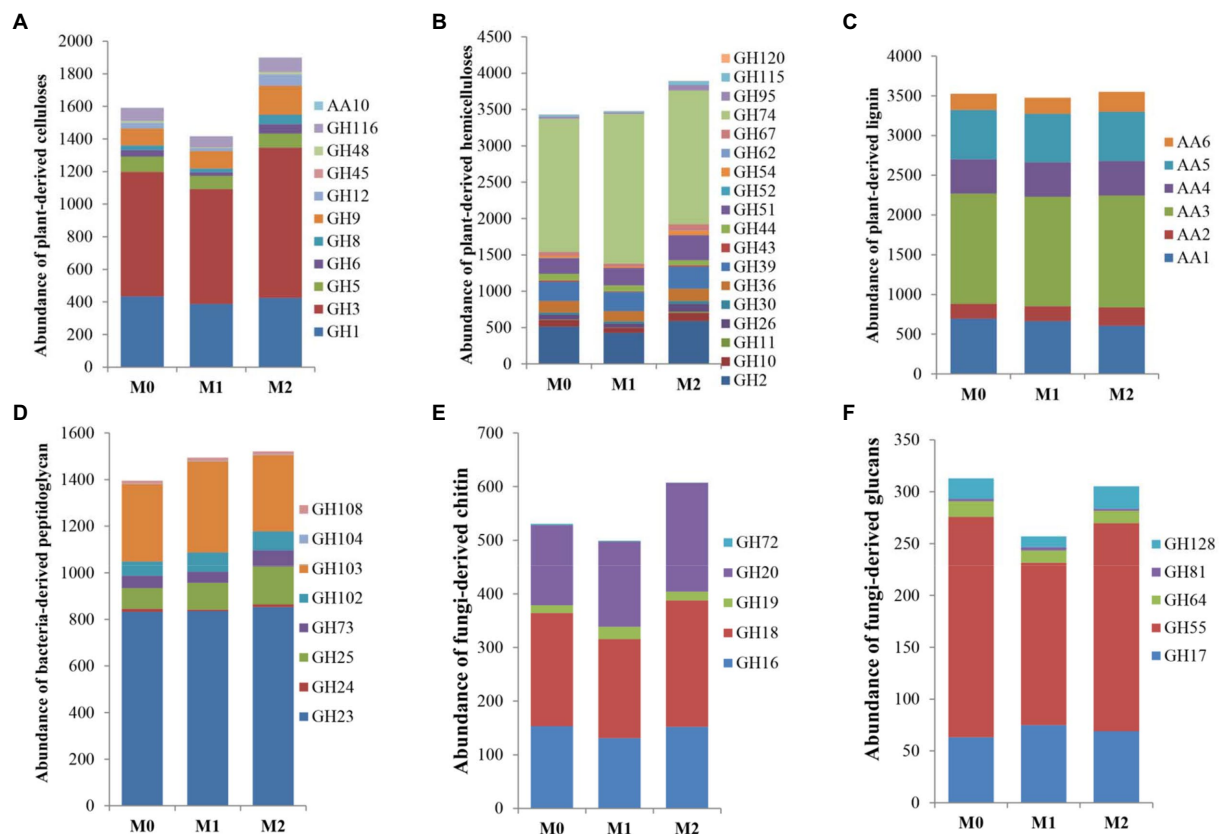 A
Abundance of plant-derived celluloses
2000
1800
1600
1400
1200
1000
800
600
400
200
0
M0
M1
M2
AA10
GH116
GH48
GH45
GH12
GH9
GH8
GH6
GH5
GH3
GH1
B
Abundance of plant-derived hemicelluloses
4500
4000
3500
3000
2500
2000
1500
1000
500
0
M0
M1
M2
GH120
GH115
GH95
GH74
GH67
GH62
GH54
GH52
GH51
GH44
GH43
GH39
GH36
GH30
GH26
GH11
GH10
GH2
C
Abundance of plant-derived lignin
4000
3500
3000
2500
2000
1500
1000
500
0
M0
M1
M2
AA6
AA5
AA4
AA3
AA2
AA1
D
Abundance of bacteria-derived peptidoglycan
1600
1400
1200
1000
800
600
400
200
0
M0
M1
M2
GH108
GH104
GH103
GH102
GH73
GH25
GH24
GH23
E
Abundance of fungi-derived chitin
700
600
500
400
300
200
100
0
M0
M1
M2
GH72
GH20
GH19
GH18
GH16
F
Abundance of fungi-derived glucans
350
300
250
200
150
100
50
0
M0
M1
M2
GH128
GH81
GH64
GH55
GH17